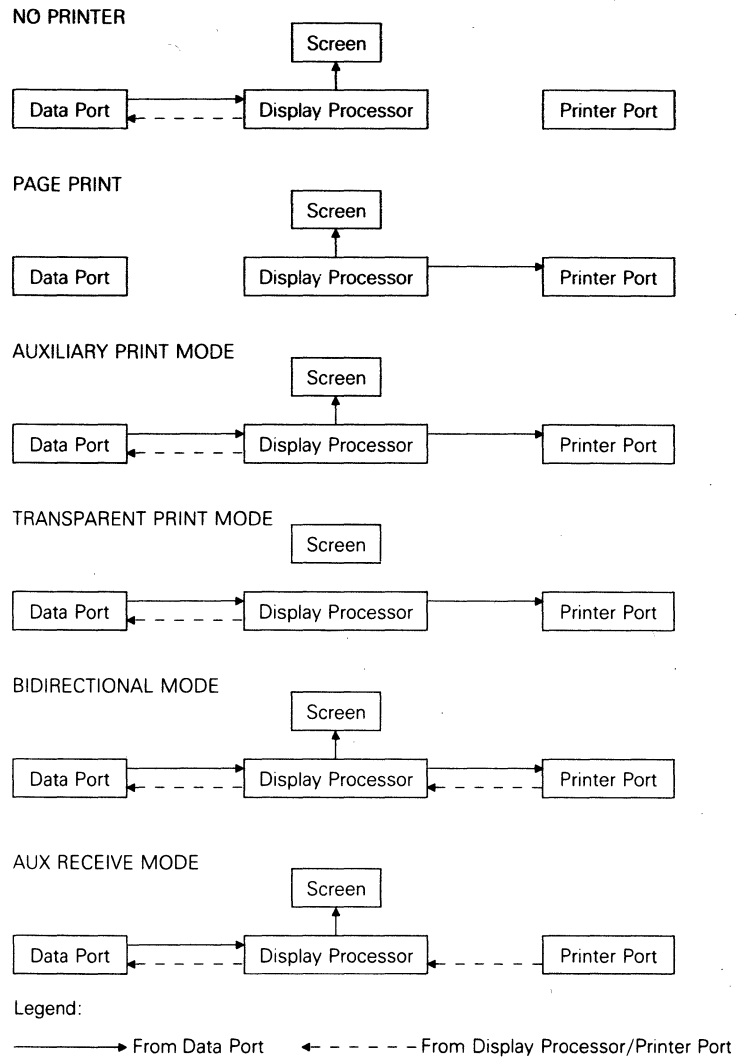 NO PRINTER
Screen
Data Port
Display Processor
Printer Port
PAGE PRINT
Screen
Data Port
Display Processor
Printer Port
AUXILIARY PRINT MODE
Screen
Data Port
Display Processor
Printer Port
TRANSPARENT PRINT MODE
Screen
Data Port
Display Processor
Printer Port
BIDIRECTIONAL MODE
Screen
Data Port
Display Processor
Printer Port
AUX RECEIVE MODE
Screen
Data Port
Display Processor
Printer Port
Legend:
From Data Port
From Display Processor/Printer Port